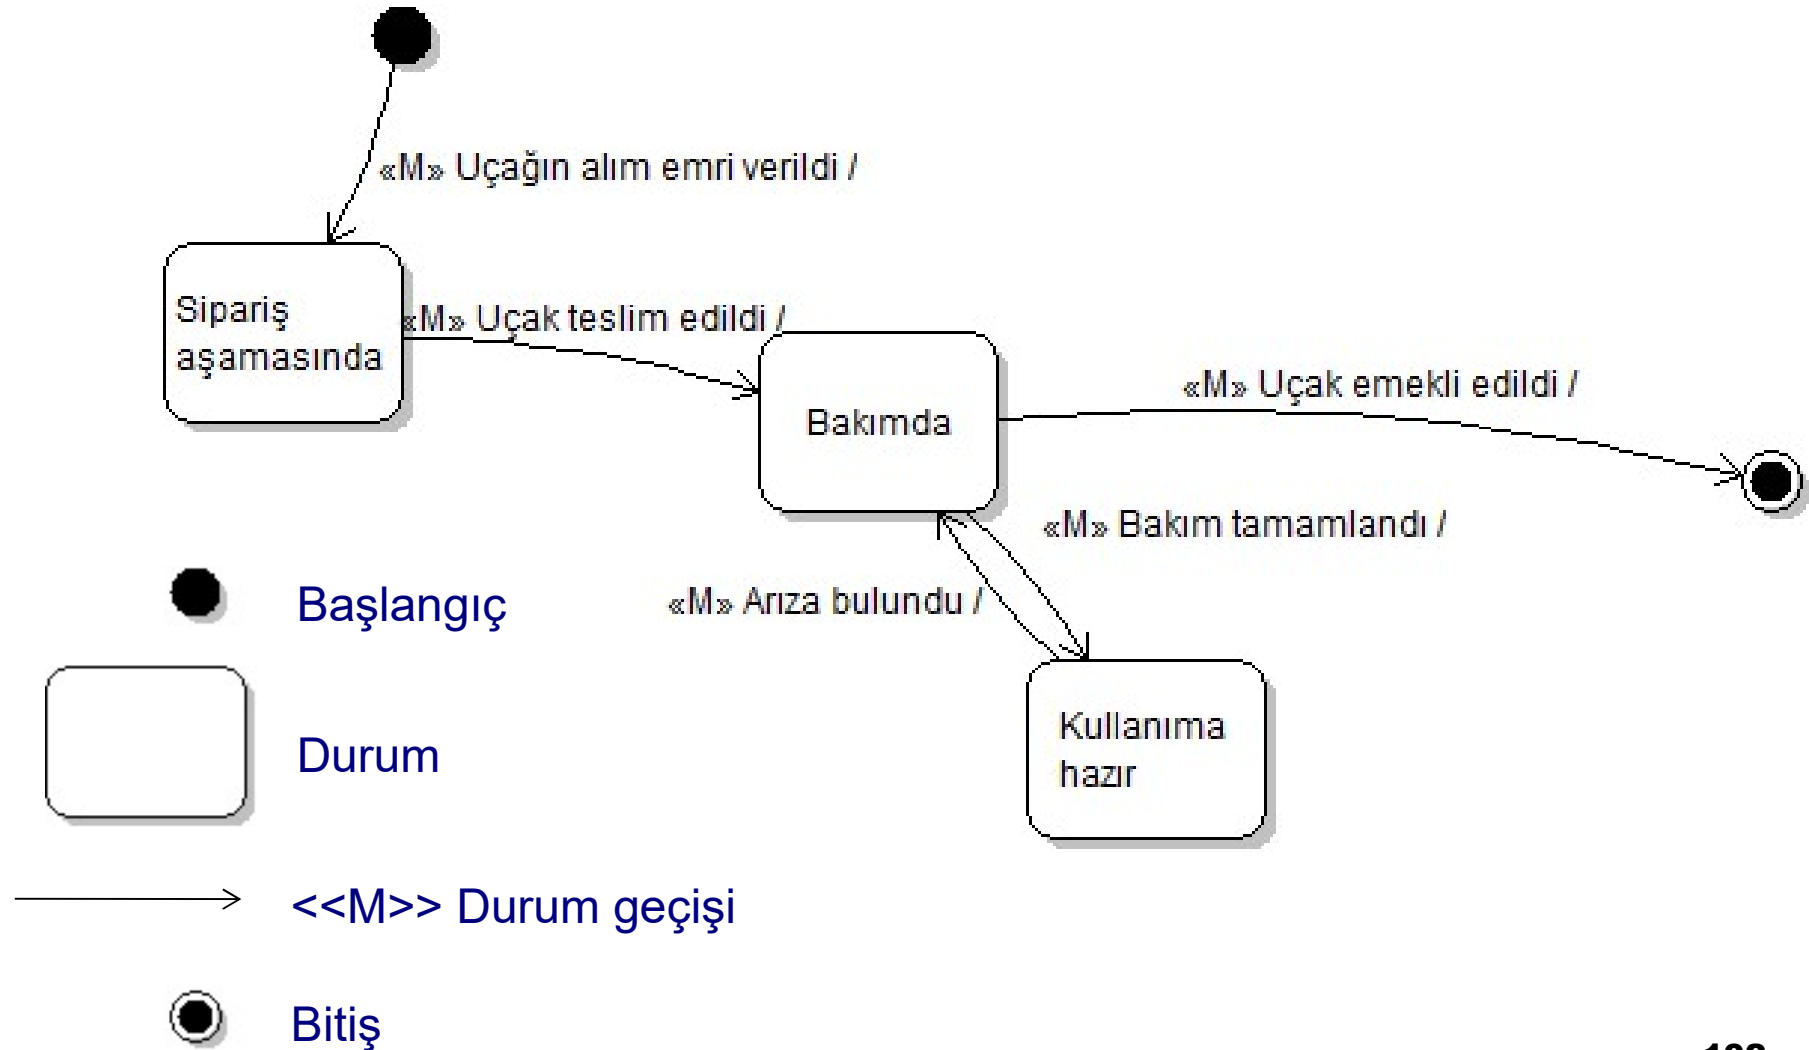 «M» Uçağın alım emri verildi /
Sipariş
aşamasında
«M» Uçak teslim edildi /
Bakımda
«M» Uçak emekli edildi /
«M» Bakım tamamlandı /
«M» Arıza bulundu /
Kullanıma
hazır
Başlangıç
Durum
<<M>> Durum geçişi
Bitiş